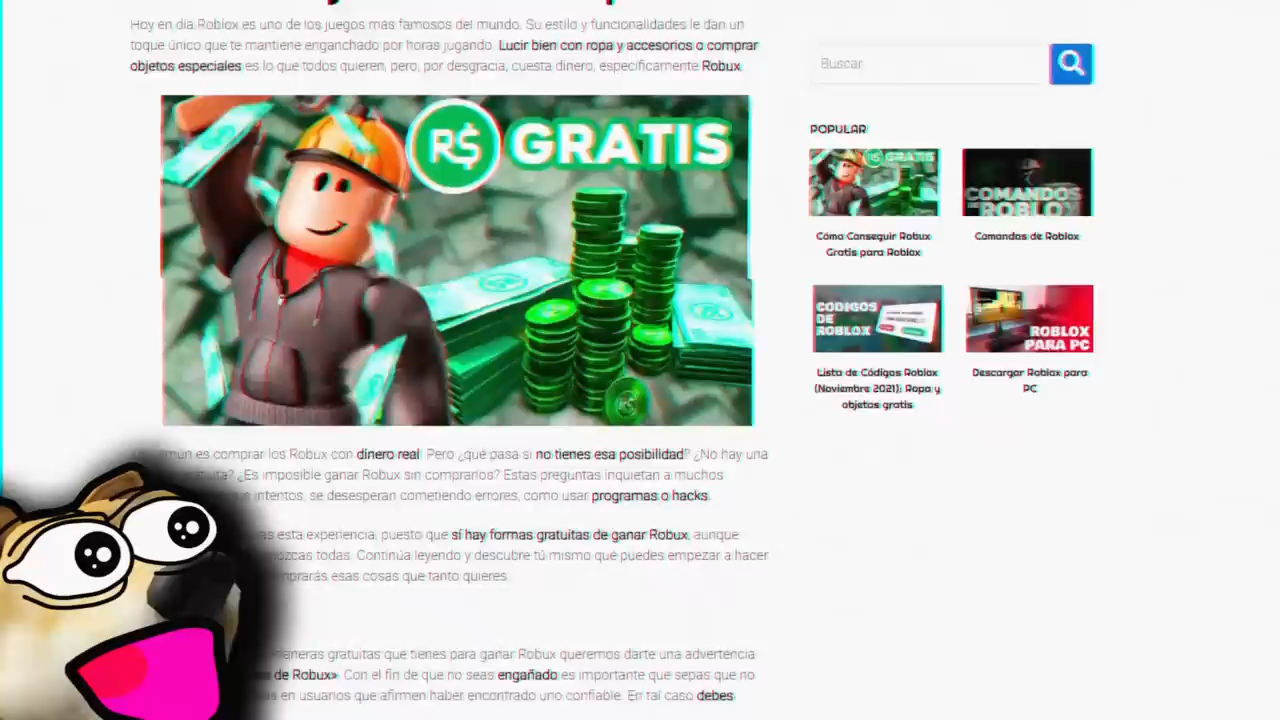 Hoy en día Roblox es uno de los juegos más famosos del mundo. Su estilo y funcionalidades le dan un
toque único que te mantiene enganchado por horas jugando. Lucir bien con ropa y accesorios o comprar
objetos especiales es lo que todos quieren, pero, por desgracia, cuesta dinero, específicamente Robux.
R$ GRATIS
es comprar los Robux con dinero real. Pero ¿qué pasa si no tienes esa posibilidad? ¿No hay una
¿Es imposible ganar Robux sin comprarlos? Estas preguntas inquietan a muchos
intentos, se desesperan cometiendo errores, como usar programas o hacks.
esta experiencia, puesto que sí hay formas gratuitas de ganar Robux, aunque
todas. Continúa leyendo y descubre tú mismo qué puedes empezar a hacer
esas cosas que tanto quieres.
gratuitas que tienes para ganar Robux queremos darte una advertencia
de Robux». Con el fin de que no seas engañado es importante que sepas que no
en usuarios que afirmen haber encontrado uno confiable. En tal caso debes
Buscar
POPULAR
R$ GRATIS
COMANDOS
DE ROBLOX
Cómo Conseguir Robux
Gratis para Roblox
Comandos de Roblox
CODIGOS
DE
ROBLOX
ROBLOX
PARA PC
Lista de Códigos Roblox
(Noviembre 2021): Ropa y
objetos gratis
Descargar Roblox para
PC